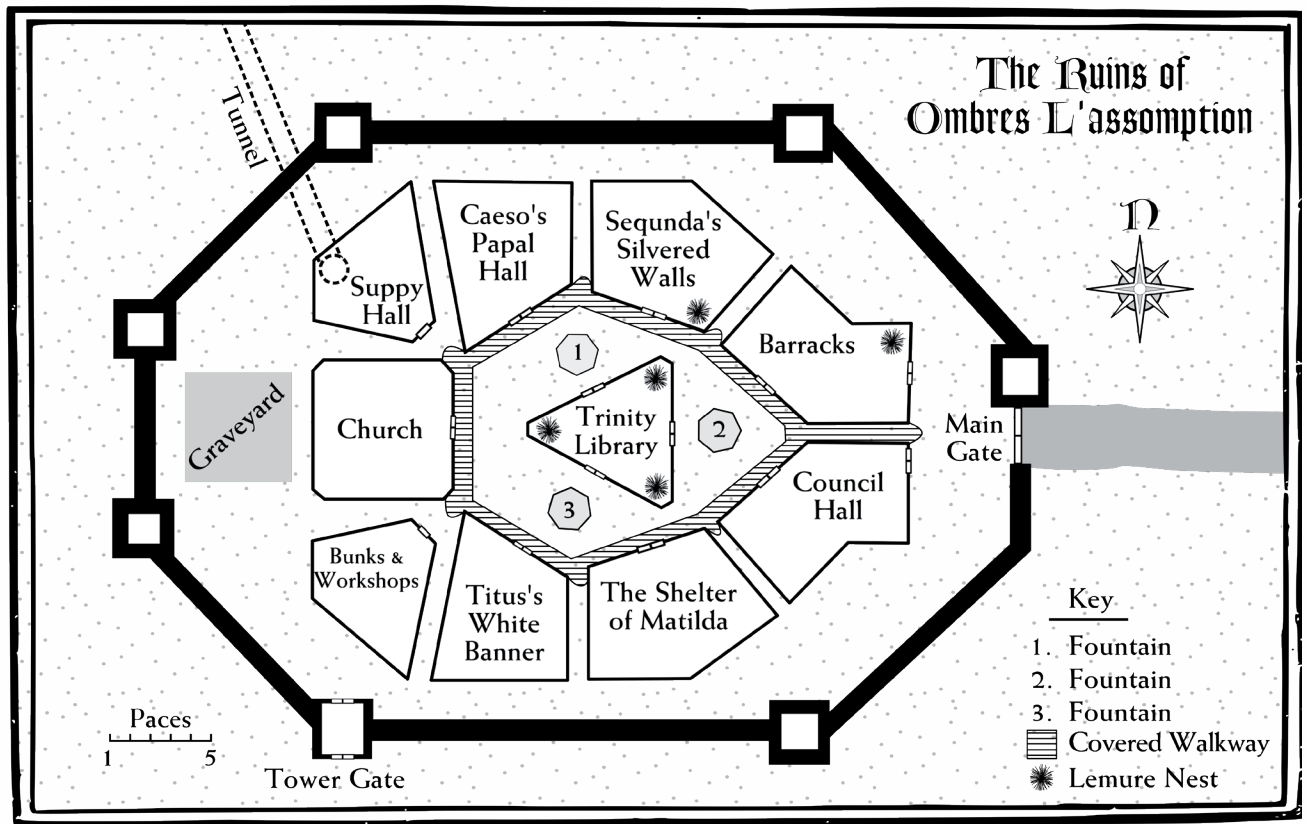 The Ruins of
Ombres L'assomption
Tunnel
N
Suppy
Hall
Caeso's
Papal
Hall
Sequnda's
Silvered
Walls
Barracks
1
Graveyard
Church
Trinity
Library
2
Main
Gate
3
Council
Hall
Bunks &
Workshops
Titus's
White
Banner
The Shelter
of Matilda
Key
1. Fountain
2. Fountain
3. Fountain
Covered Walkway
Lemure Nest
Paces
1 5
Tower Gate